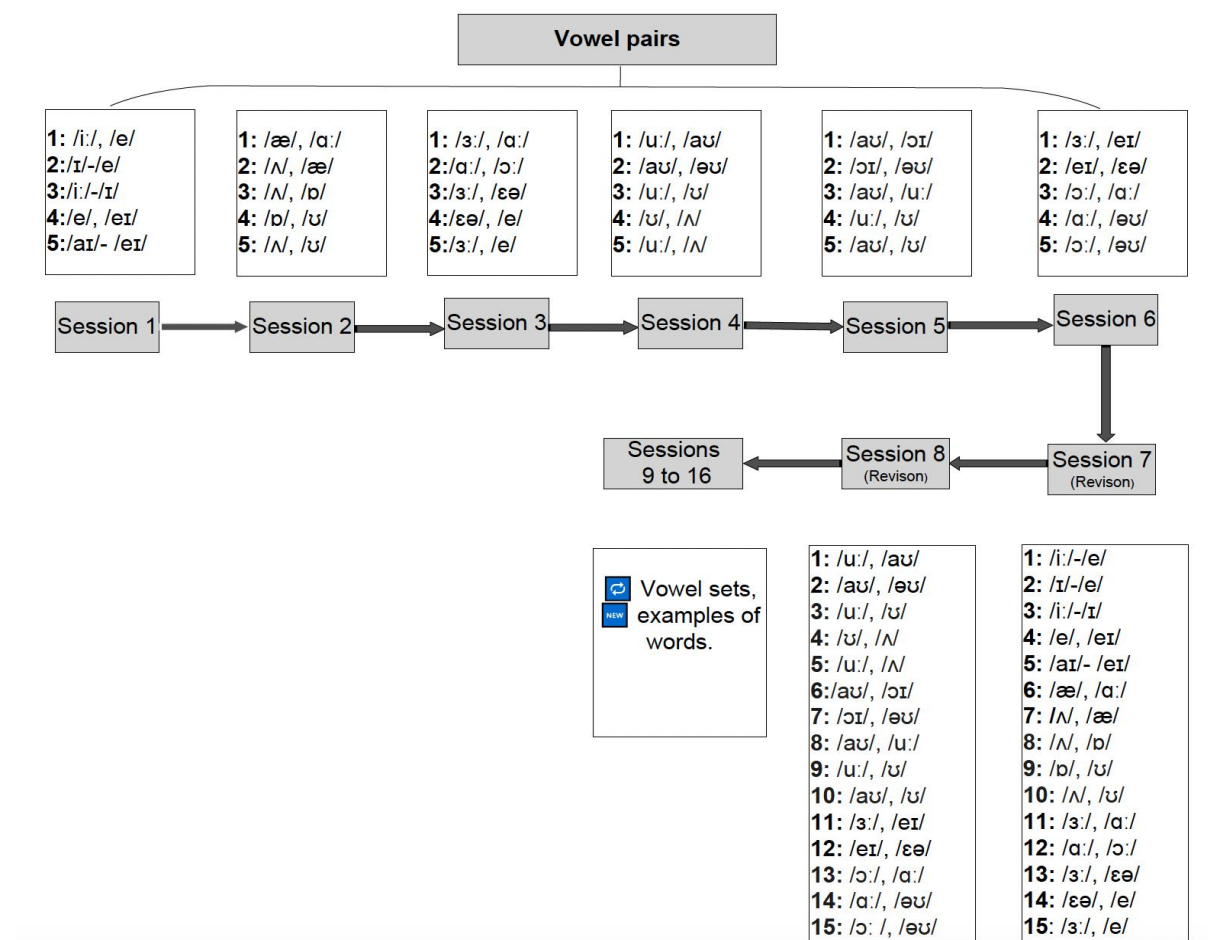 Vowel pairs
1: /iː/, /e/
2:/ɪ/-/e/
3:/iː/-/ɪ/
4:/e/, /eɪ/
5:/aɪ/- /eɪ/
1: /æ/, /ɑː/
2: /ʌ/, /æ/
3: /ʌ/, /ɒ/
4: /ɒ/, /ʊ/
5: /ʌ/, /ʊ/
1: /ɜː/, /ɑː/
2:/ɑː/, /ɔː/
3:/ɜː/, /ɛə/
4:/ɛə/, /e/
5:/ɜː/, /e/
1: /uː/, /aʊ/
2: /aʊ/, /əʊ/
3: /uː/, /ʊ/
4: /ʊ/, /ʌ/
5: /uː/, /ʌ/
1: /aʊ/, /ɔɪ/
2: /ɔɪ/, /əʊ/
3: /aʊ/, /uː/
4: /uː/, /ʊ/
5: /aʊ/, /ʊ/
1: /ɜː/, /eɪ/
2: /eɪ/, /ɛə/
3: /ɔː/, /ɑː/
4: /ɑː/, /əʊ/
5: /ɔː/, /əʊ/
Session 1
Session 2
Session 3
Session 4
Session 5
Session 6
Sessions
9 to 16
Session 8
(Revison)
Session 7
(Revison)
Vowel sets,
NEW examples of
words.
1: /uː/, /aʊ/
2: /aʊ/, /əʊ/
3: /uː/, /ʊ/
4: /ʊ/, /ʌ/
5: /uː/, /ʌ/
6:/aʊ/, /ɔɪ/
7: /ɔɪ/, /əʊ/
8: /aʊ/, /uː/
9: /uː/, /ʊ/
10: /aʊ/, /ʊ/
11: /ɜː/, /eɪ/
12: /eɪ/, /ɛə/
13: /ɔː/, /ɑː/
14: /ɑː/, /əʊ/
15: /ɔː /, /əʊ/
1: /iː/-/e/
2: /ɪ/-/e/
3: /iː/-/ɪ/
4: /e/, /eɪ/
5: /aɪ/- /eɪ/
6: /æ/, /ɑː/
7: /ʌ/, /æ/
8: /ʌ/, /ɒ/
9: /ɒ/, /ʊ/
10: /ʌ/, /ʊ/
11: /ɜː/, /ɑː/
12: /ɑː/, /ɔː/
13: /ɜː/, /ɛə/
14: /ɛə/, /e/
15: /ɜː/, /e/